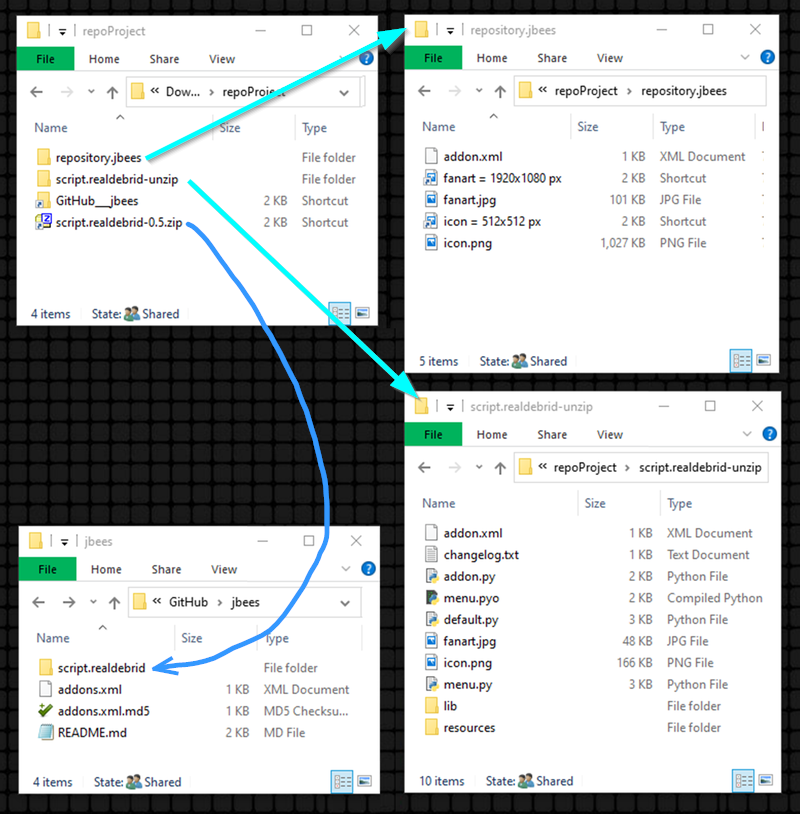 repoProject
File Home Share View
« Dow... › repoProject
Name Size Type
repository.jbees File folder
script.realdebrid-unzip File folder
GitHub__jbees 2 KB Shortcut
script.realdebrid-0.5.zip 2 KB Shortcut
4 items State: Shared
repository.jbees
File Home Share View
« repoProject › repository.jbees
Name Size Type
addon.xml 1 KB XML Document
fanart = 1920x1080 px 2 KB Shortcut
fanart.jpg 101 KB JPG File
icon = 512x512 px 2 KB Shortcut
icon.png 1,027 KB PNG File
5 items State: Shared
script.realdebrid-unzip
File Home Share View
« repoProject › script.realdebrid-unzip
Name Size Type
addon.xml 1 KB XML Document
changelog.txt 1 KB Text Document
addon.py 2 KB Python File
menu.pyo 2 KB Compiled Python
default.py 3 KB Python File
fanart.jpg 48 KB JPG File
icon.png 166 KB PNG File
menu.py 3 KB Python File
lib File folder
resources File folder
10 items State: Shared
jbees
File Home Share View
« GitHub › jbees
Name Size Type
script.realdebrid File folder
addons.xml 1 KB XML Document
addons.xml.md5 1 KB MD5 Checksu...
README.md 2 KB MD File
4 items State: Shared